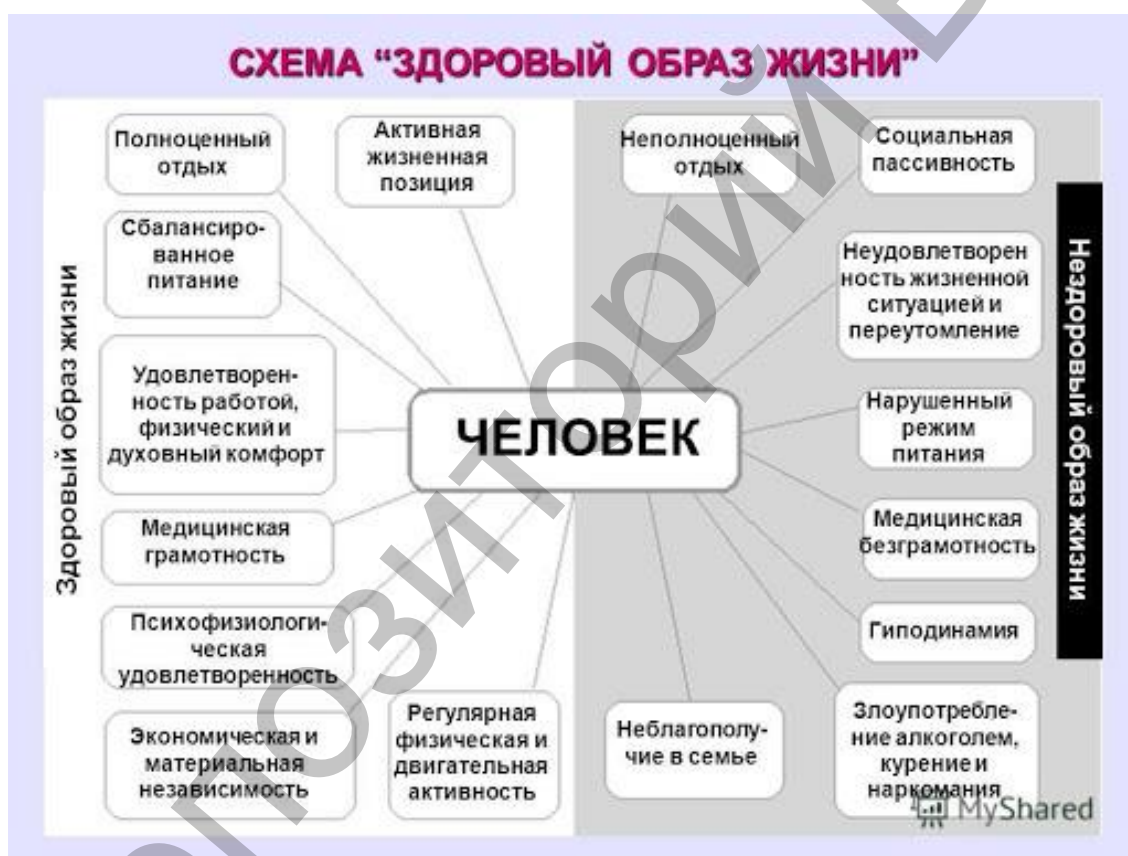 СХЕМА “ЗДОРОВЫЙ ОБРАЗ ЖИЗНИ”
Здоровый образ жизни
Полноценный
отдых
Активная
жизненная
позиция
Сбалансиро-
ванное
питание
Удовлетворен-
ность работой,
физический и
духовный комфорт
Медицинская
грамотность
Психофизиологи-
ческая
удовлетворенность
Экономическая и
материальная
независимость
Регулярная
физическая и
двигательная
активность
ЧЕЛОВЕК
Неполноценный
отдых
Социальная
пассивность
Неудовлетворен
ность жизненной
ситуацией и
переутомление
Нарушенный
режим
питания
Медицинская
безграмотность
Гиподинамия
Злоупотребле-
ние алкоголем,
курение и
наркомания
Неблагополу-
чие в семье
Нездоровый образ жизни
MyShared